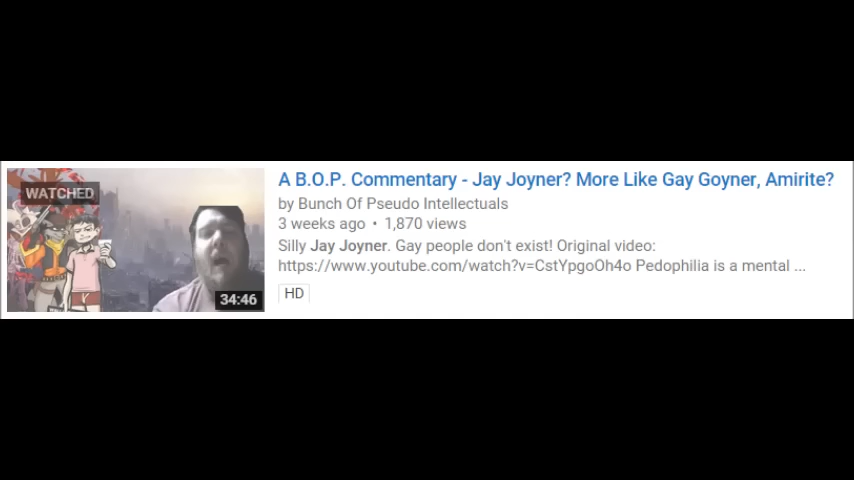 WATCHED
34:46
A B.O.P. Commentary - Jay Joyner? More Like Gay Goyner, Amirite?
by Bunch Of Pseudo Intellectuals
3 weeks ago • 1,870 views
Silly Jay Joyner. Gay people don't exist! Original video:
https://www.youtube.com/watch?v=CstYpgoOh4o Pedophilia is a mental ...
HD